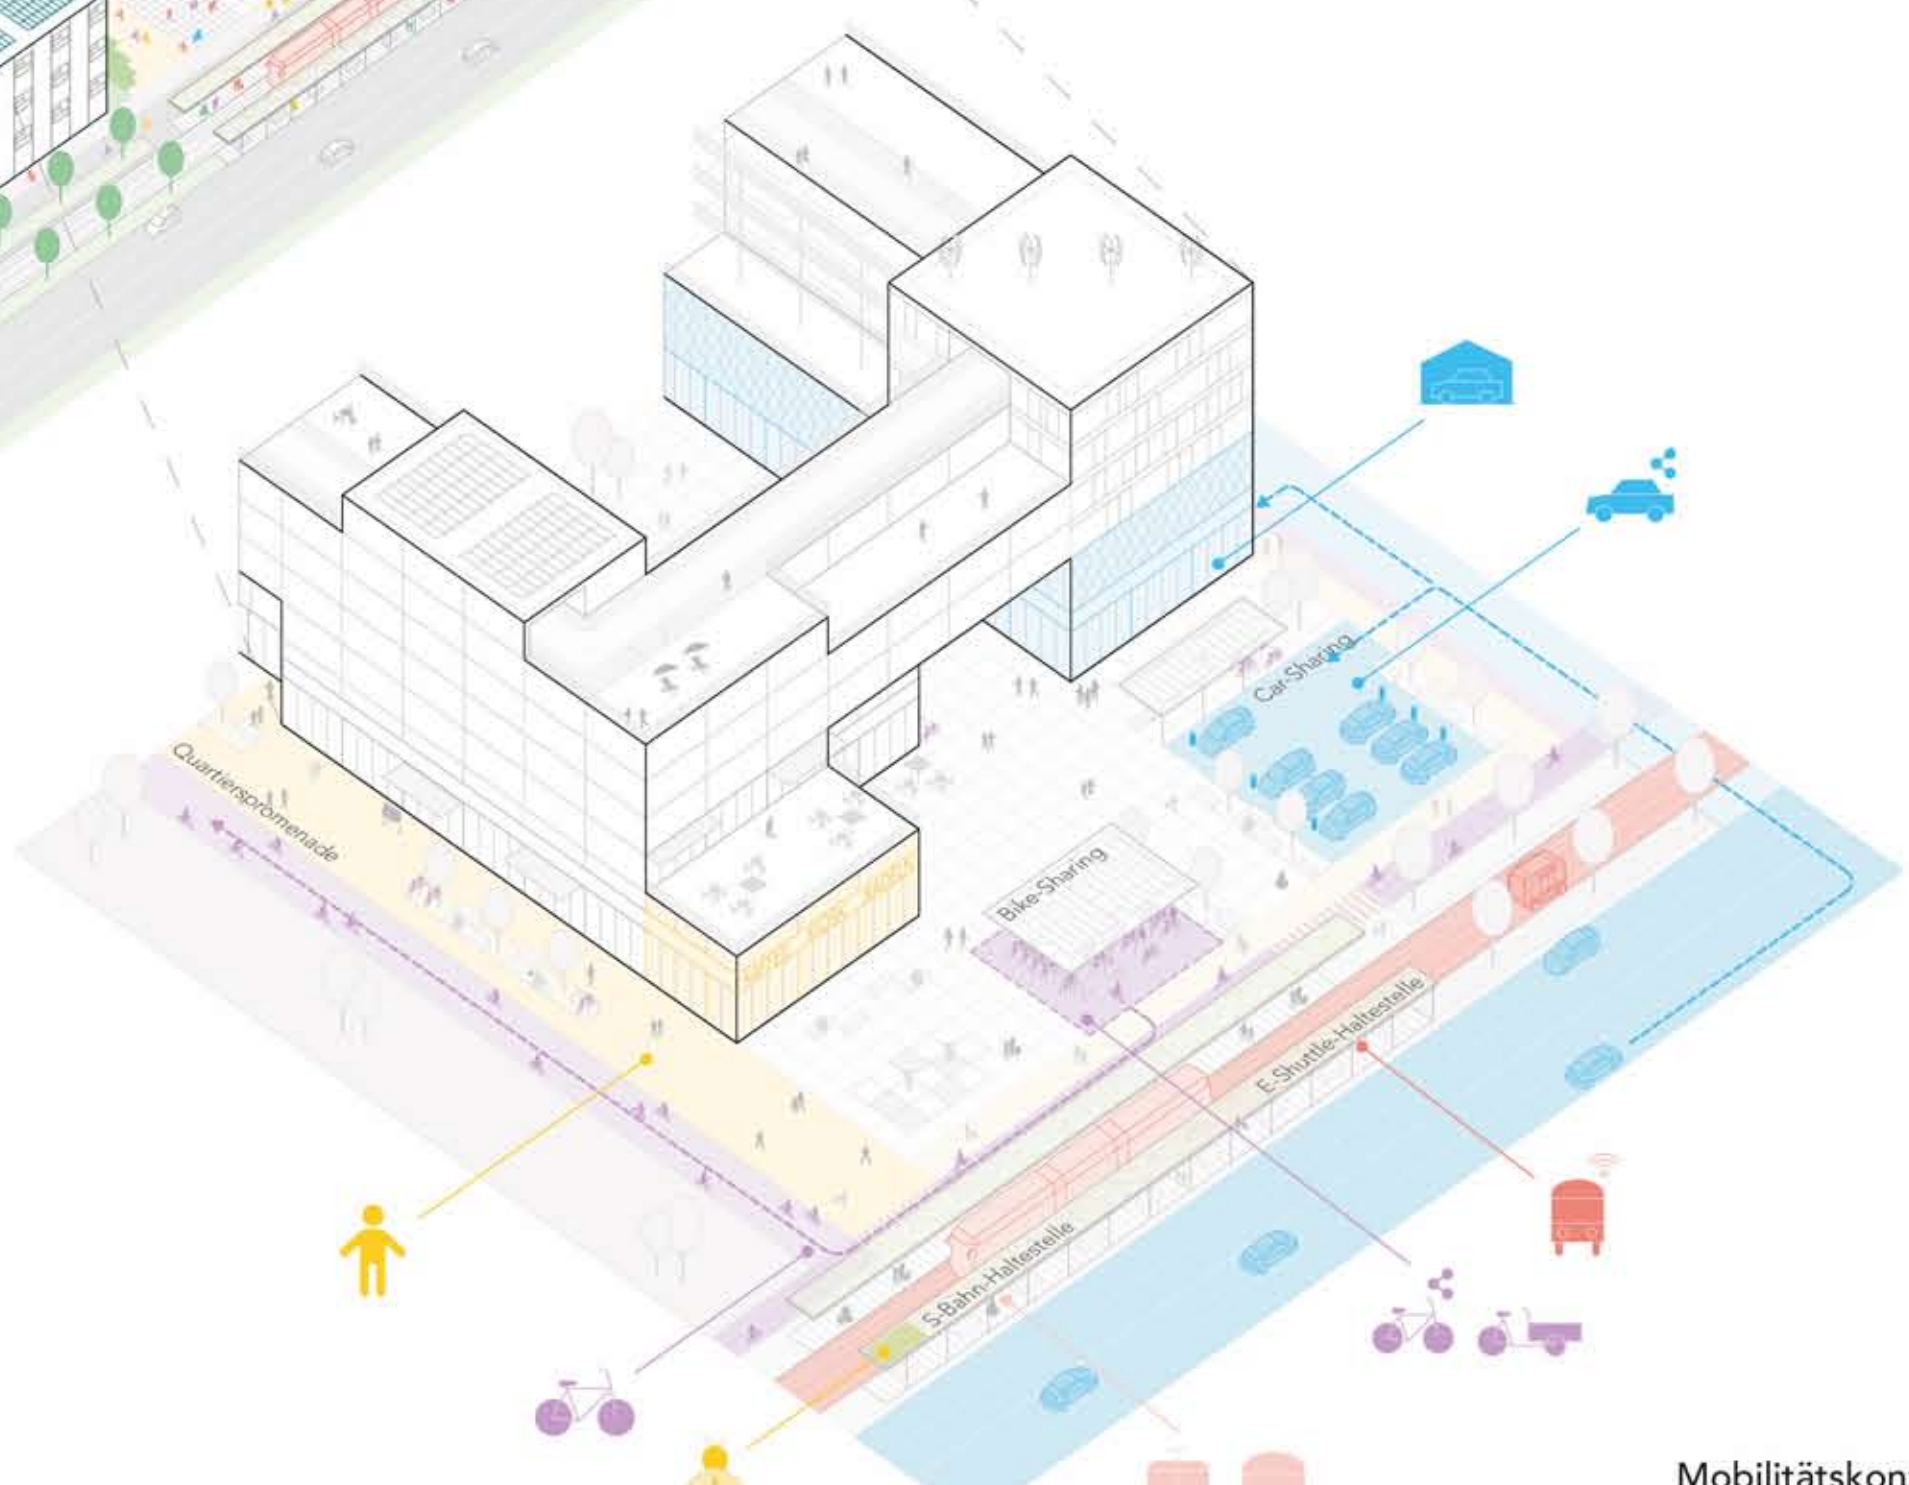 Car-Sharing
Quartierspromenade
Bike-Sharing
E-Shuttle-Haltestelle
S-Bahn-Haltestelle
Mobilitätskon